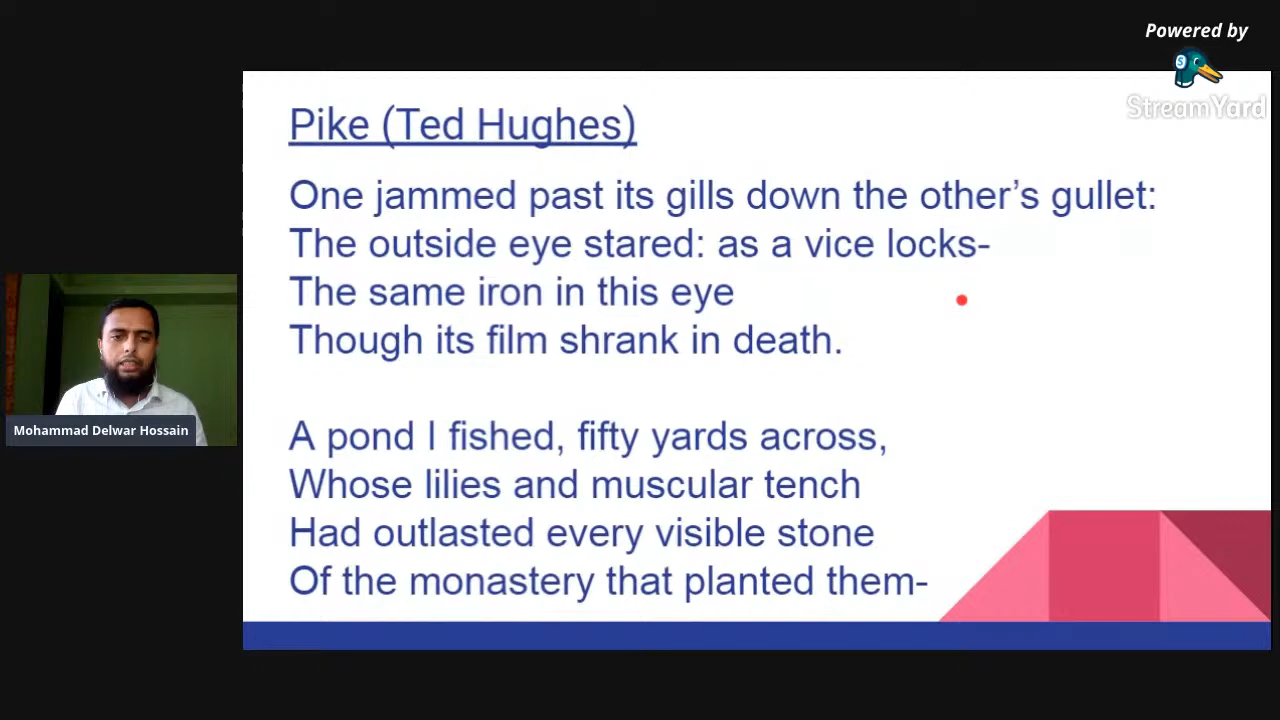 Powered by
StreamYard
Pike (Ted Hughes)
One jammed past its gills down the other’s gullet:
The outside eye stared: as a vice locks-
The same iron in this eye
Though its film shrank in death.
A pond I fished, fifty yards across,
Whose lilies and muscular tench
Had outlasted every visible stone
Of the monastery that planted them-
Mohammad Delwar Hossain